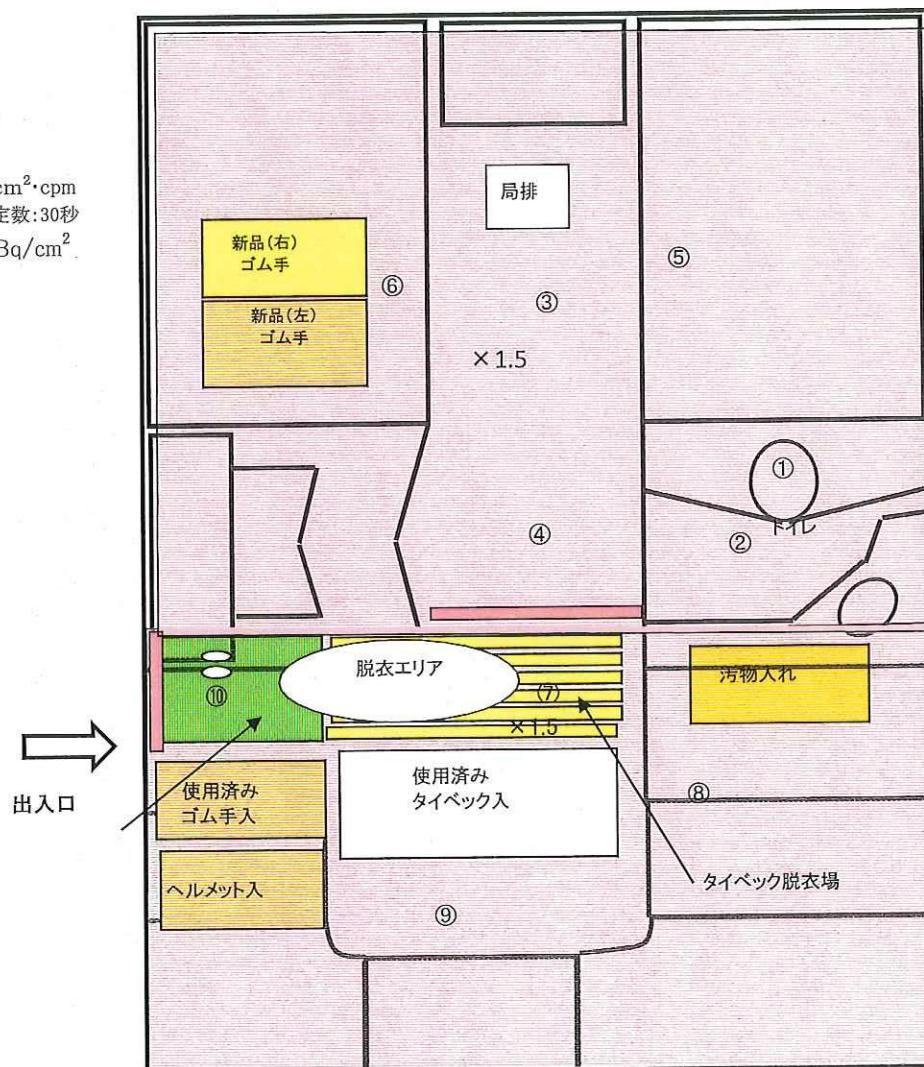 cm²・cpm
定数:30秒
Bq/cm²
局排
新品(右)
ゴム手
⑥
⑤
③
新品(左)
ゴム手
×1.5
①
④
②
トイレ
脱衣エリア
汚物入れ
⑩
(7)
×1.5
使用済み
タイベック入
出入口
使用済み
ゴム手入
⑧
ヘルメット入
タイベック脱衣場
⑨